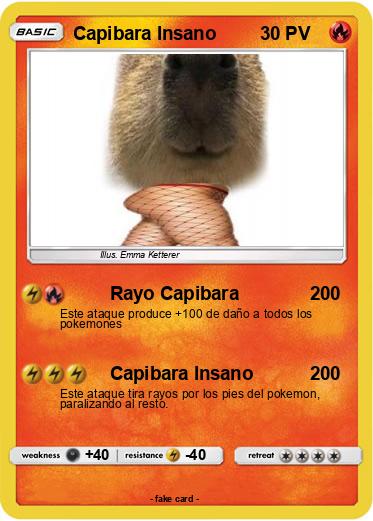 BASIC Capibara Insano 30 PV
Illus. Emma Ketterer
Rayo Capibara 200
Este ataque produce +100 de daño a todos los
pokemones
Capibara Insano 200
Este ataque tira rayos por los pies del pokemon,
paralizando al resto.
weakness +40 resistance -40 retreat
- fake card -